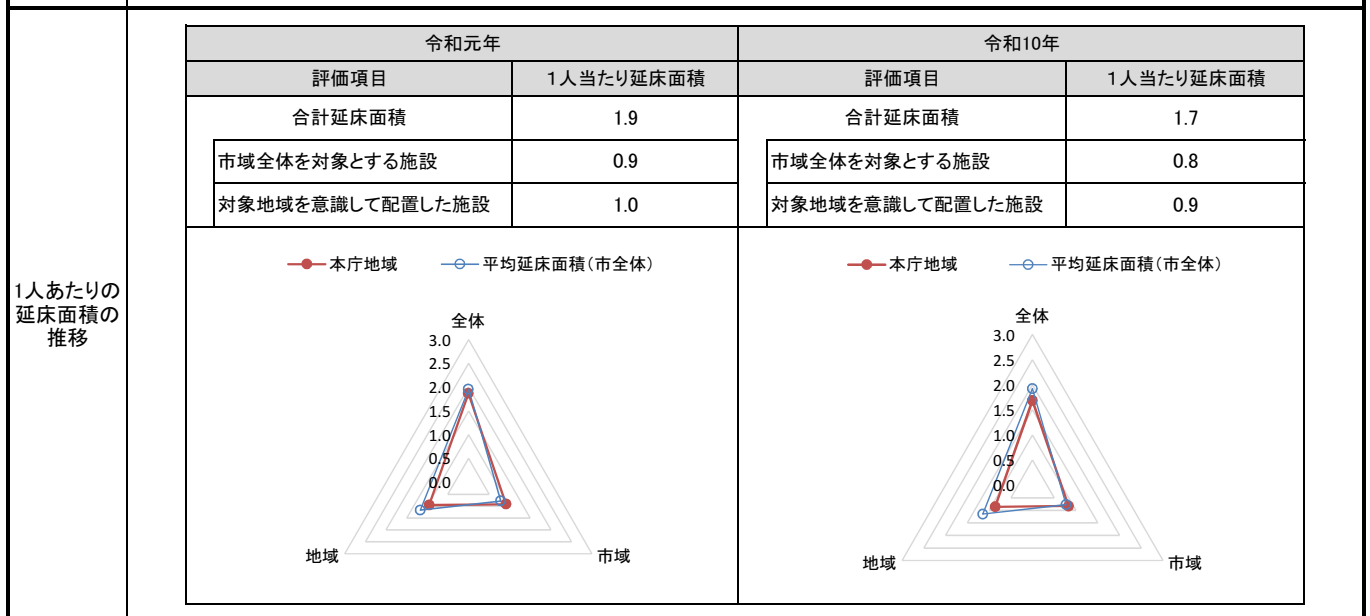 1人あたりの
延床面積の
推移
令和元年
令和10年
評価項目
1人当たり延床面積
評価項目
1人当たり延床面積
合計延床面積
1.9
合計延床面積
1.7
市域全体を対象とする施設
0.9
市域全体を対象とする施設
0.8
対象地域を意識して配置した施設
1.0
対象地域を意識して配置した施設
0.9
本庁地域
平均延床面積(市全体)
全体
3.0
2.5
2.0
1.5
1.0
0.5
0.0
地域
市域
本庁地域
平均延床面積(市全体)
全体
3.0
2.5
2.0
1.5
1.0
0.5
0.0
地域
市域